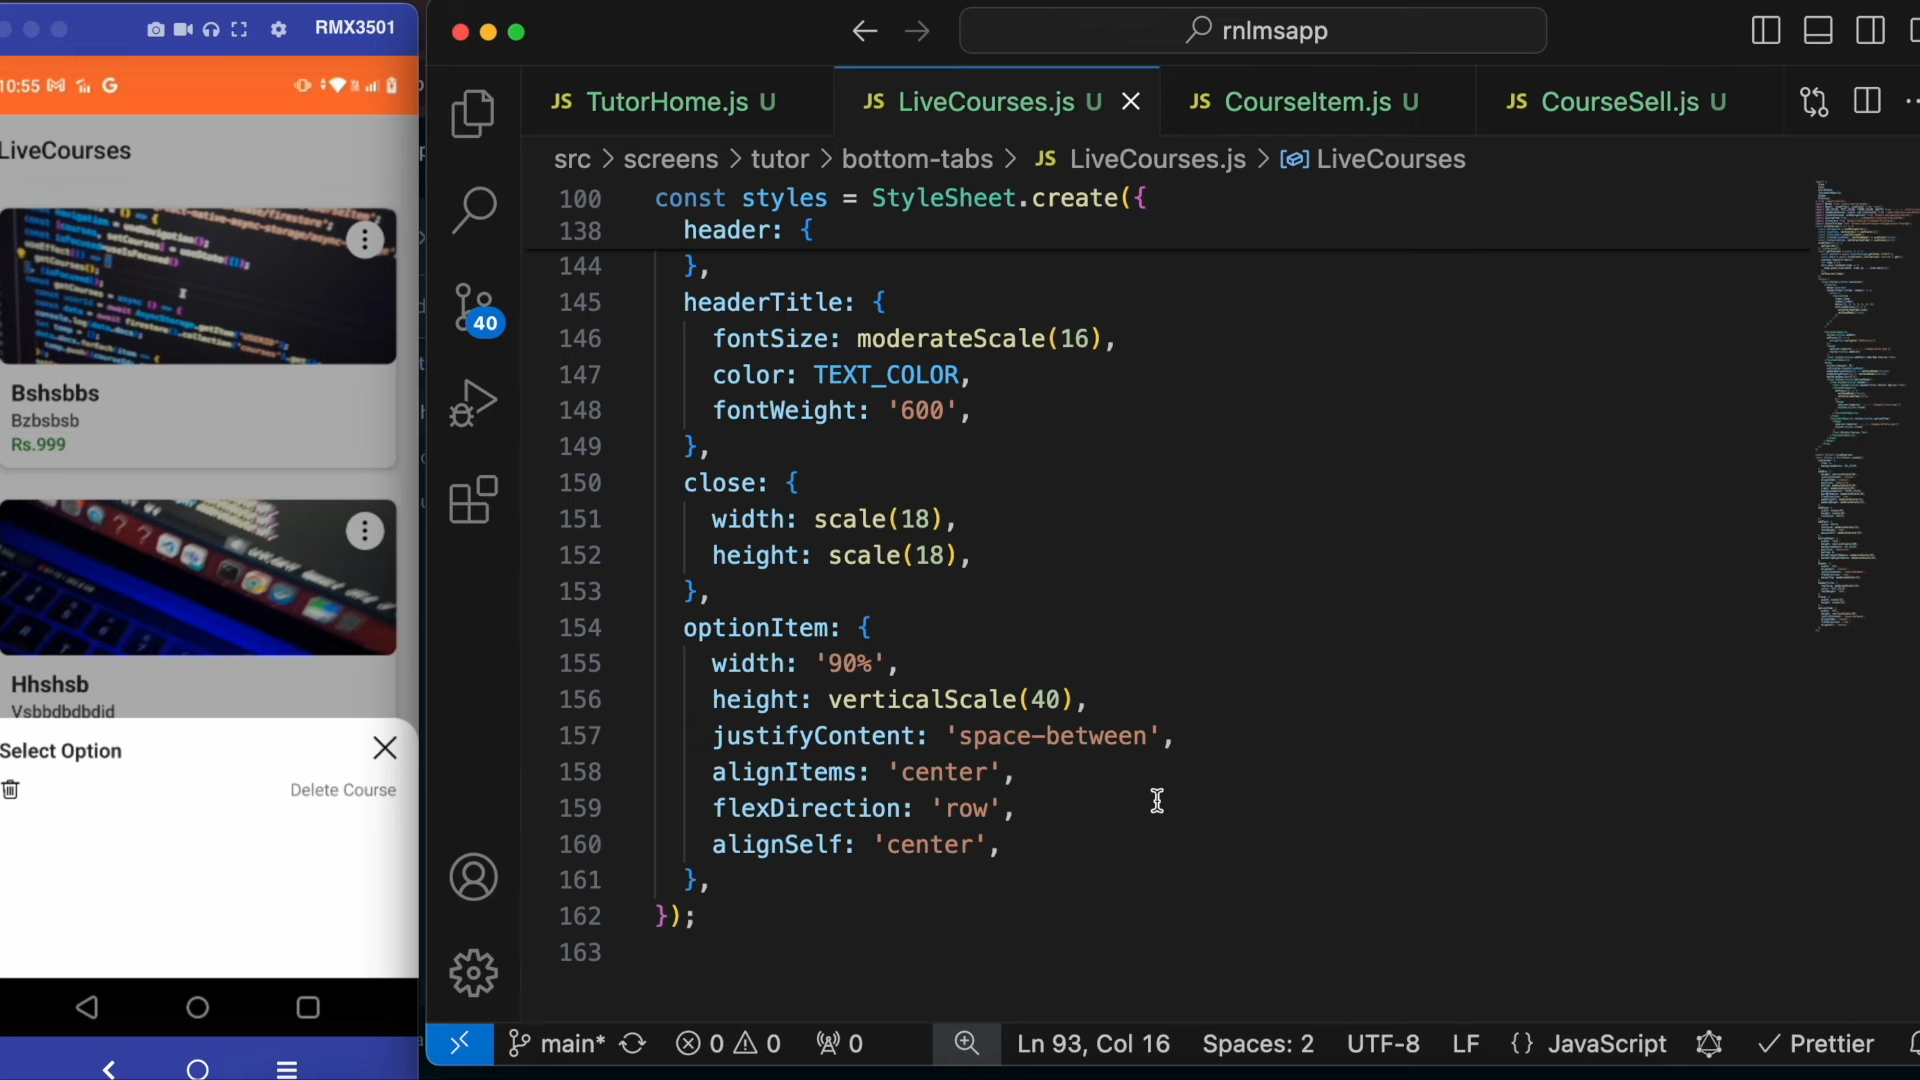 RMX3501
10:55
LiveCourses
Bshsbbs
Bzbsbsb
Rs.999
Hhshsb
Vsbbdbdbdid
Select Option
Delete Course
rnlmsapp
JS TutorHome.js U
JS LiveCourses.js U
JS CourseItem.js U
JS CourseSell.js U
src > screens > tutor > bottom-tabs > JS LiveCourses.js > LiveCourses
40
100 const styles = StyleSheet.create({
138 header: {
144 },
145 headerTitle: {
146 fontSize: moderateScale(16),
147 color: TEXT_COLOR,
148 fontWeight: '600',
149 },
150 close: {
151 width: scale(18),
152 height: scale(18),
153 },
154 optionItem: {
155 width: '90%',
156 height: verticalScale(40),
157 justifyContent: 'space-between',
158 alignItems: 'center',
159 flexDirection: 'row',
160 alignSelf: 'center',
161 },
162 });
163
main* 0 0 0 Ln 93, Col 16 Spaces: 2 UTF-8 LF {} JavaScript Prettier